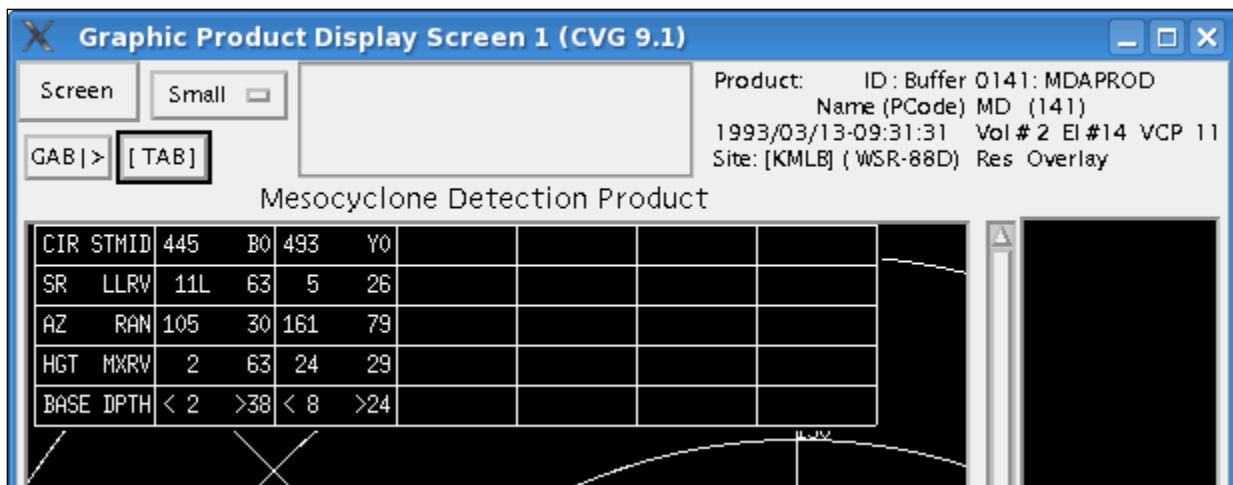 Graphic Product Display Screen 1 (CVG 9.1)
Screen
Small
Product: ID : Buffer 0141: MDAPROD
Name (PCode) MD (141)
1993/03/13-09:31:31 Vol # 2 El #14 VCP 11
Site: [KMLB] ( WSR-88D) Res Overlay
GAB|>
[ TAB]
Mesocyclone Detection Product
CIR STMID 445 B0 493 Y0
SR LLRV 11L 63 5 26
AZ RAN 105 30 161 79
HGT MXRV 2 63 24 29
BASE DPTH < 2 >38 < 8 >24